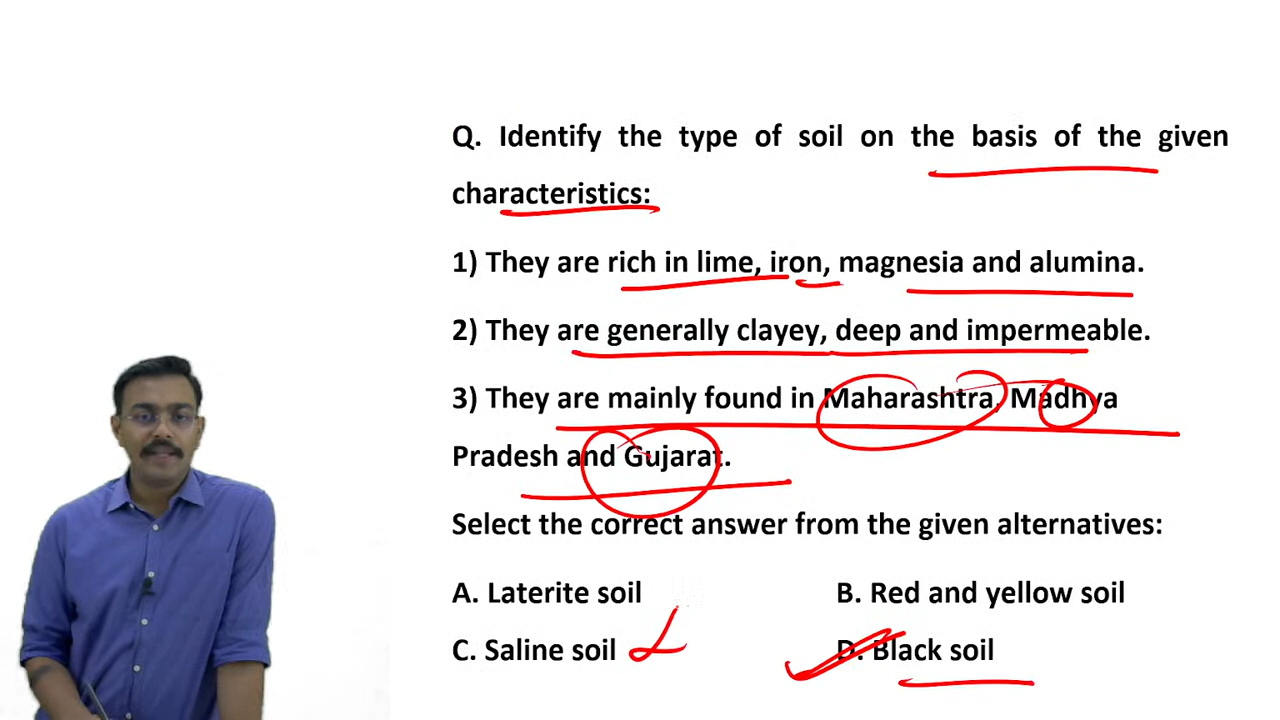 Q. Identify the type of soil on the basis of the given
characteristics:
1) They are rich in lime, iron, magnesia and alumina.
2) They are generally clayey, deep and impermeable.
3) They are mainly found in Maharashtra, Madhya
Pradesh and Gujarat.
Select the correct answer from the given alternatives:
A. Laterite soil
B. Red and yellow soil
C. Saline soil
D. Black soil